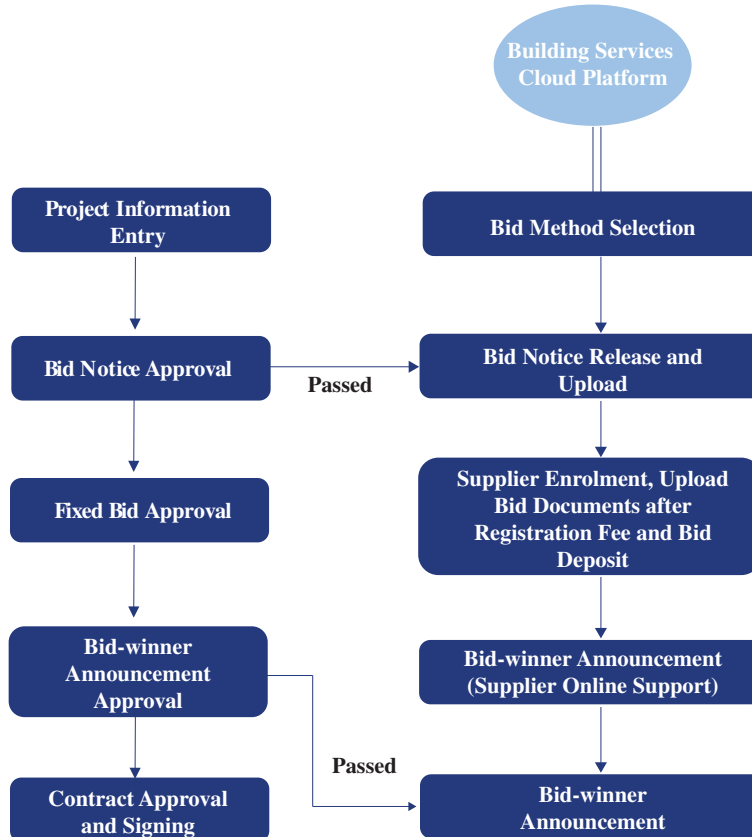 Building Services
Cloud Platform
Project Information
Entry
Bid Method Selection
Bid Notice Approval
Passed
Bid Notice Release and
Upload
Fixed Bid Approval
Supplier Enrolment, Upload
Bid Documents after
Registration Fee and Bid
Deposit
Bid-winner
Announcement
Approval
Bid-winner Announcement
(Supplier Online Support)
Passed
Contract Approval
and Signing
Bid-winner
Announcement